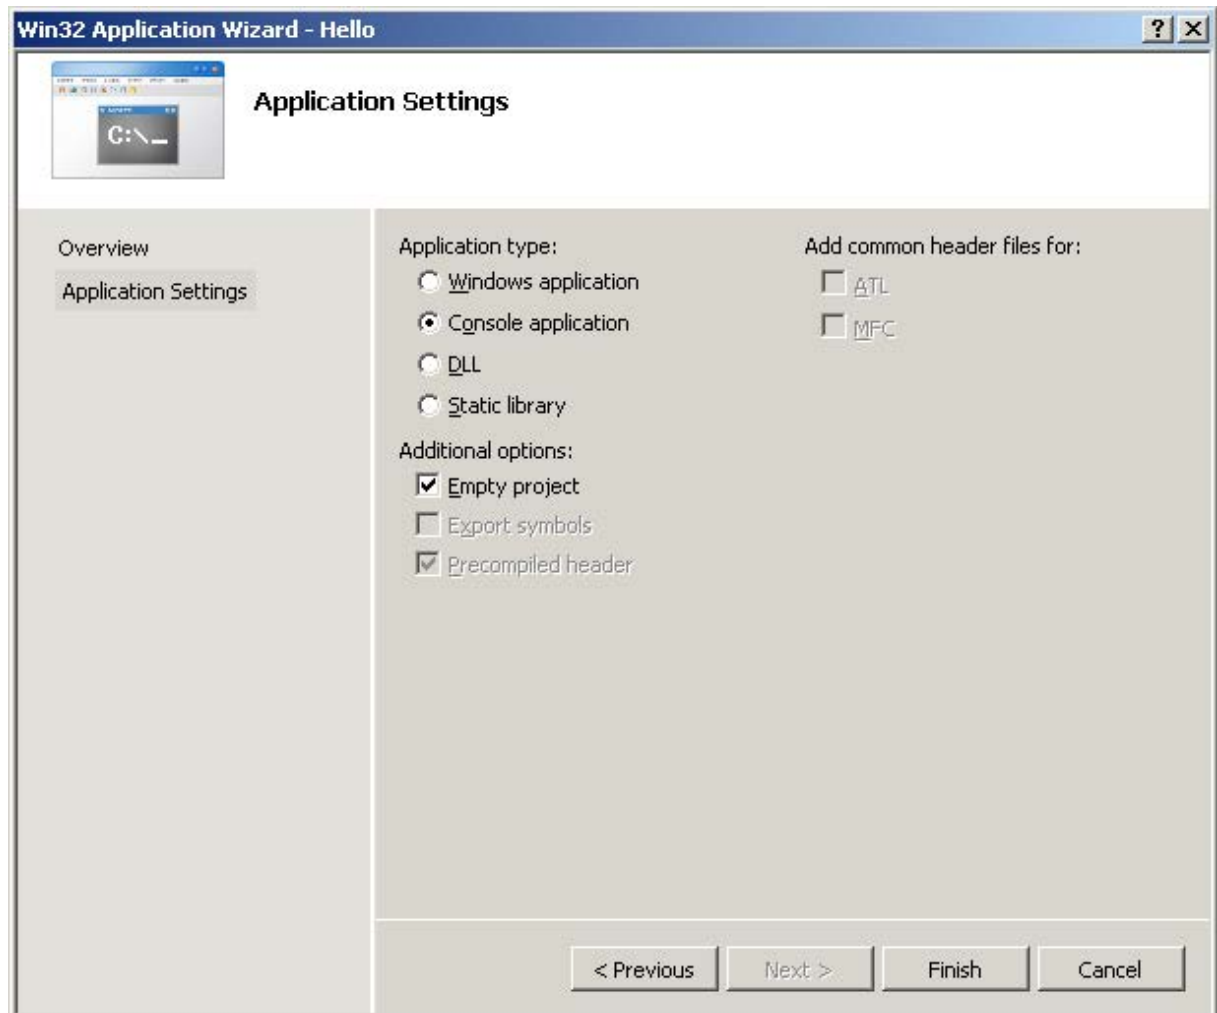 Win32 Application Wizard - Hello
C:\_
Application Settings
Overview
Application Settings
Application type:
Windows application
Console application
DLL
Static library
Additional options:
Empty project
Export symbols
Precompiled header
Add common header files for:
ATL
MFC
< Previous
Next >
Finish
Cancel